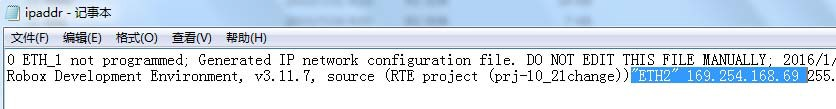 ipaddr - 记事本
文件(F) 编辑(E) 格式(O) 查看(V) 帮助(H)
0 ETH_1 not programmed; Generated IP network configuration file. DO NOT EDIT THIS FILE MANUALLY; 2016/1/
Robox Development Environment, v3.11.7, source (RTE project (prj-10_21change))"ETH2" 169.254.168.69 255.